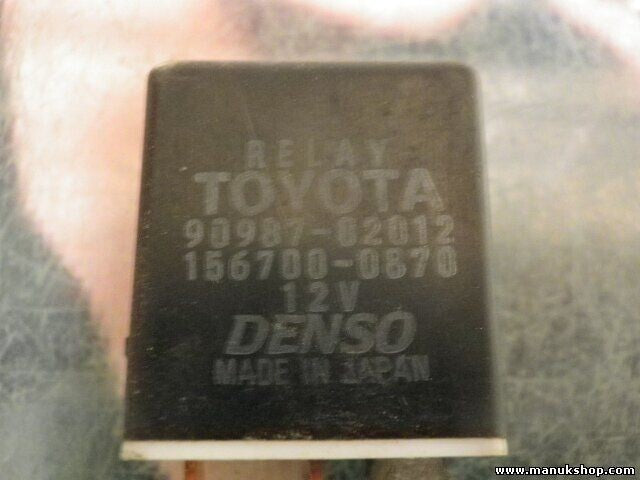 RELAY
TOYOTA
90987-02012
156700-0870
12V
DENSO
MADE IN JAPAN
www.manukshop.com